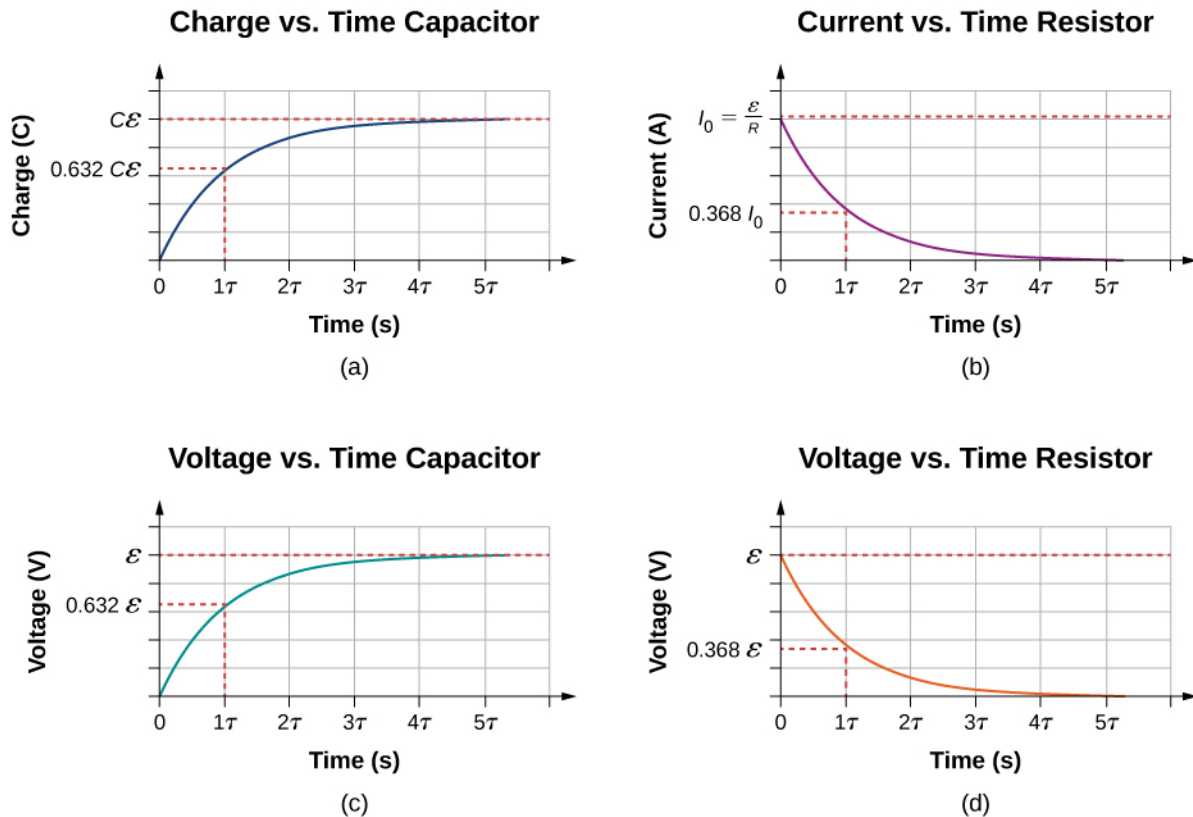 Charge vs. Time Capacitor
Charge (C)
Cℰ
0.632 Cℰ
0 1τ 2τ 3τ 4τ 5τ
Time (s)
(a)
Current vs. Time Resistor
Current (A)
I₀ = ℰ/R
0.368 I₀
0 1τ 2τ 3τ 4τ 5τ
Time (s)
(b)
Voltage vs. Time Capacitor
Voltage (V)
ℰ
0.632 ℰ
0 1τ 2τ 3τ 4τ 5τ
Time (s)
(c)
Voltage vs. Time Resistor
Voltage (V)
ℰ
0.368 ℰ
0 1τ 2τ 3τ 4τ 5τ
Time (s)
(d)